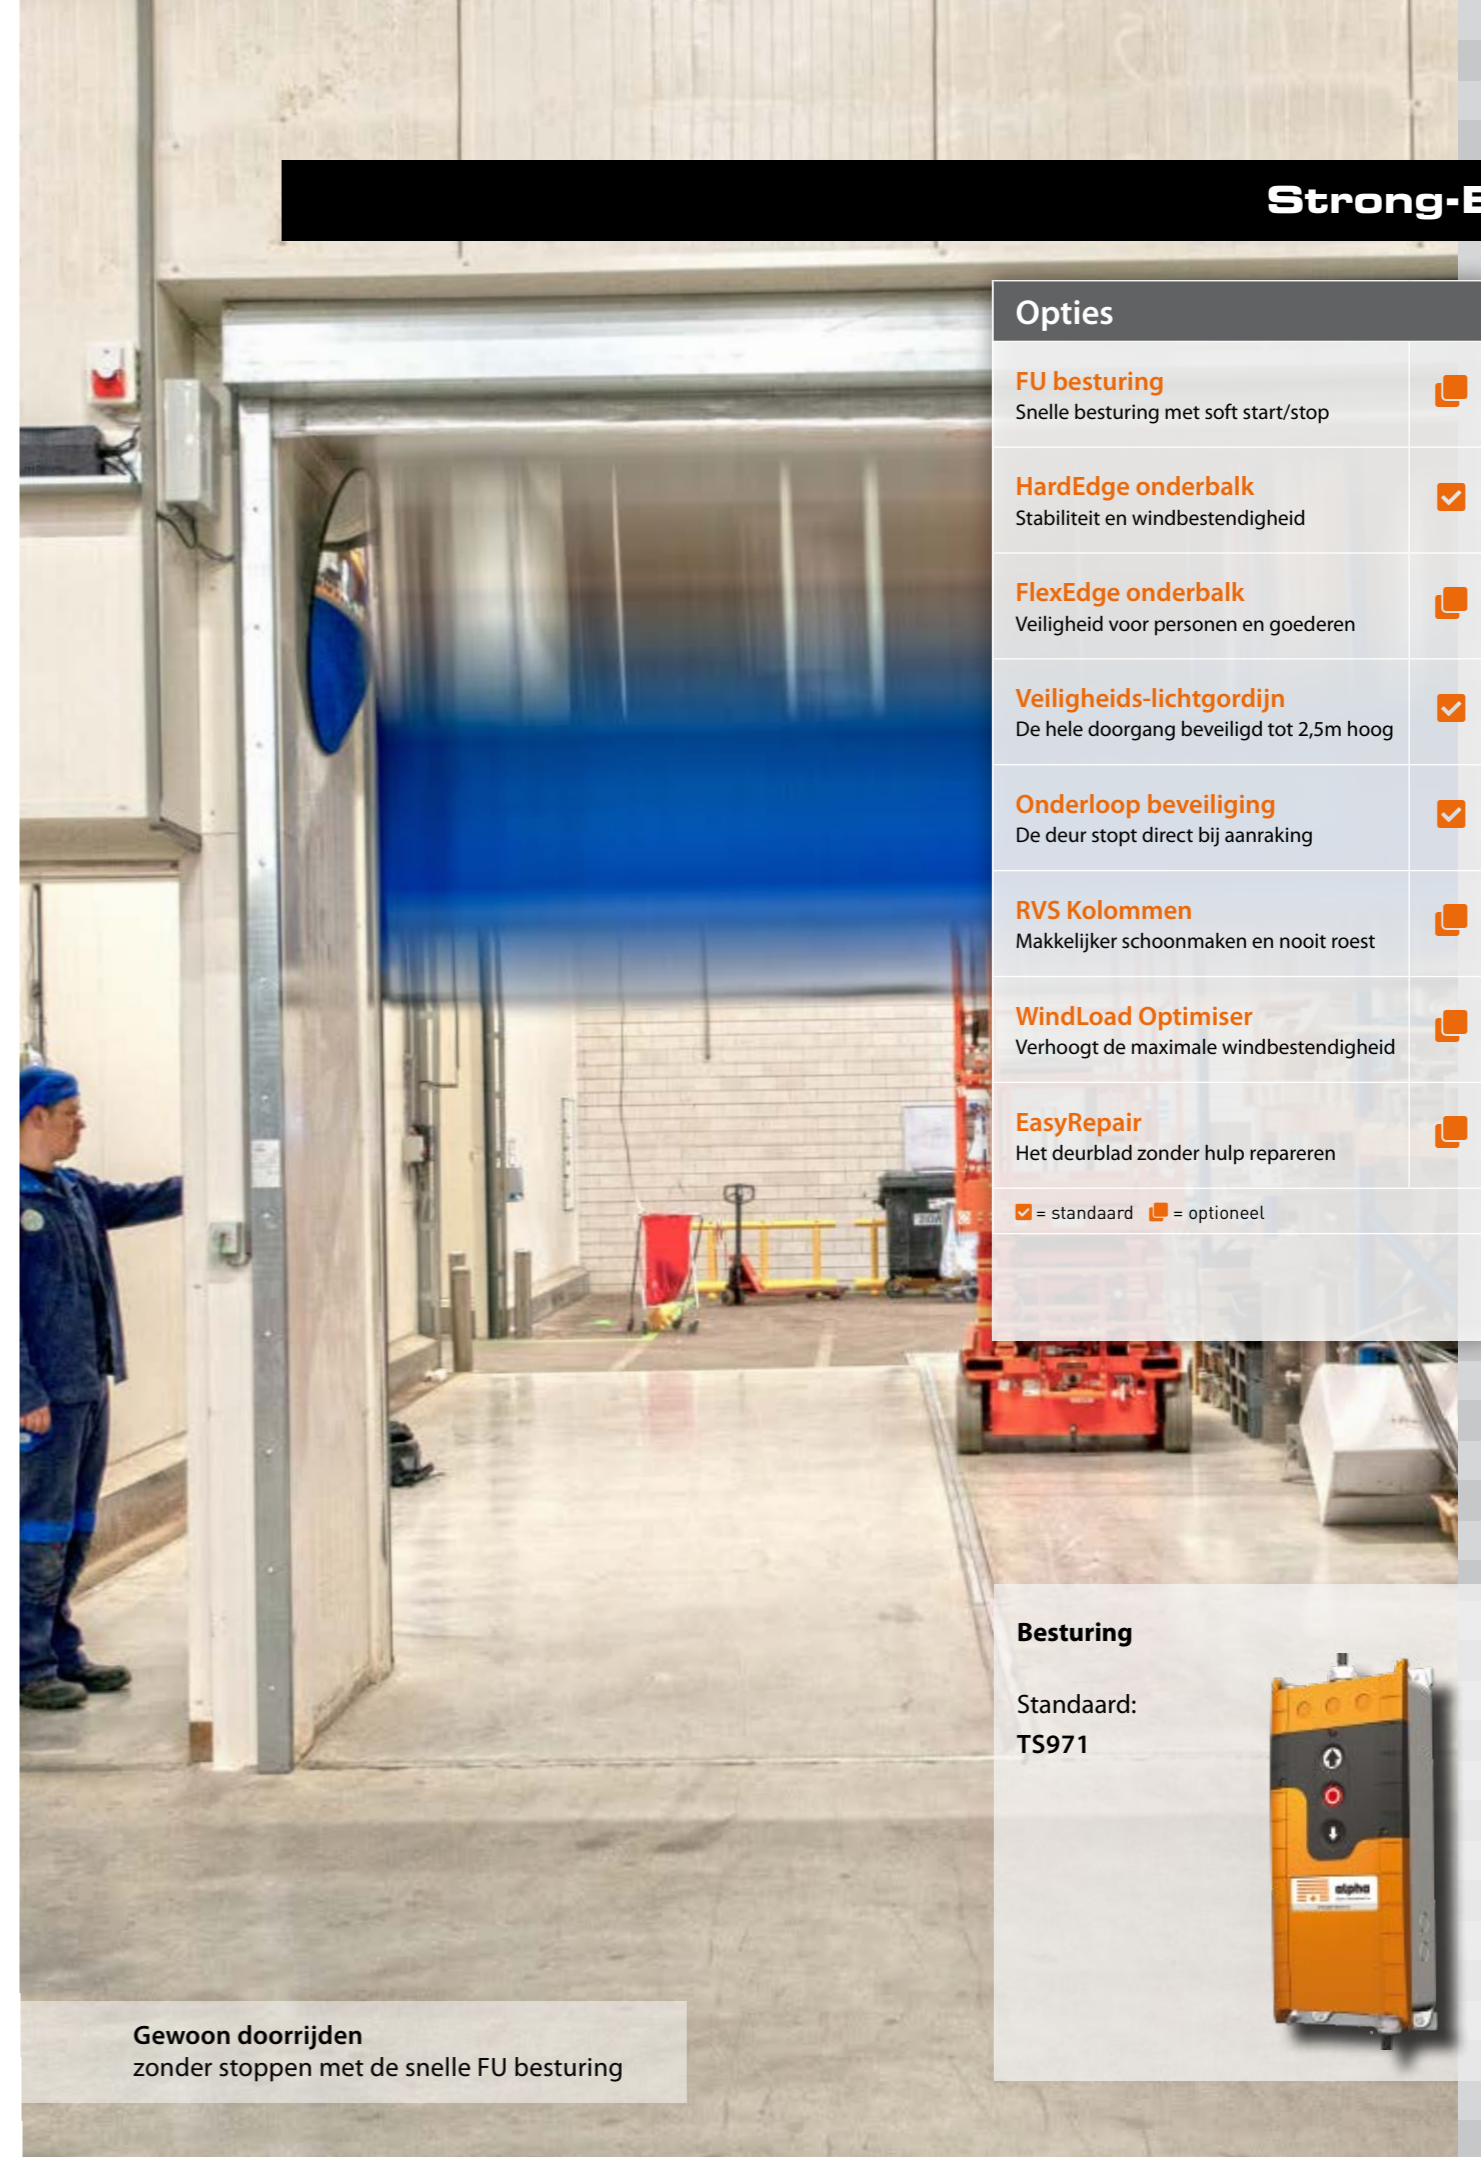 Strong-E
Opties
FU besturing
Snelle besturing met soft start/stop
HardEdge onderbalk
Stabiliteit en windbestendigheid
FlexEdge onderbalk
Veiligheid voor personen en goederen
Veiligheids-lichtgordijn
De hele doorgang beveiligd tot 2,5m hoog
Onderloop beveiliging
De deur stopt direct bij aanraking
RVS Kolommen
Makkelijker schoonmaken en nooit roest
WindLoad Optimiser
Verhoogt de maximale windbestendigheid
EasyRepair
Het deurblad zonder hulp repareren
= standaard = optioneel
Besturing
Standaard:
TS971
alpha
Gewoon doorrijden
zonder stoppen met de snelle FU besturing